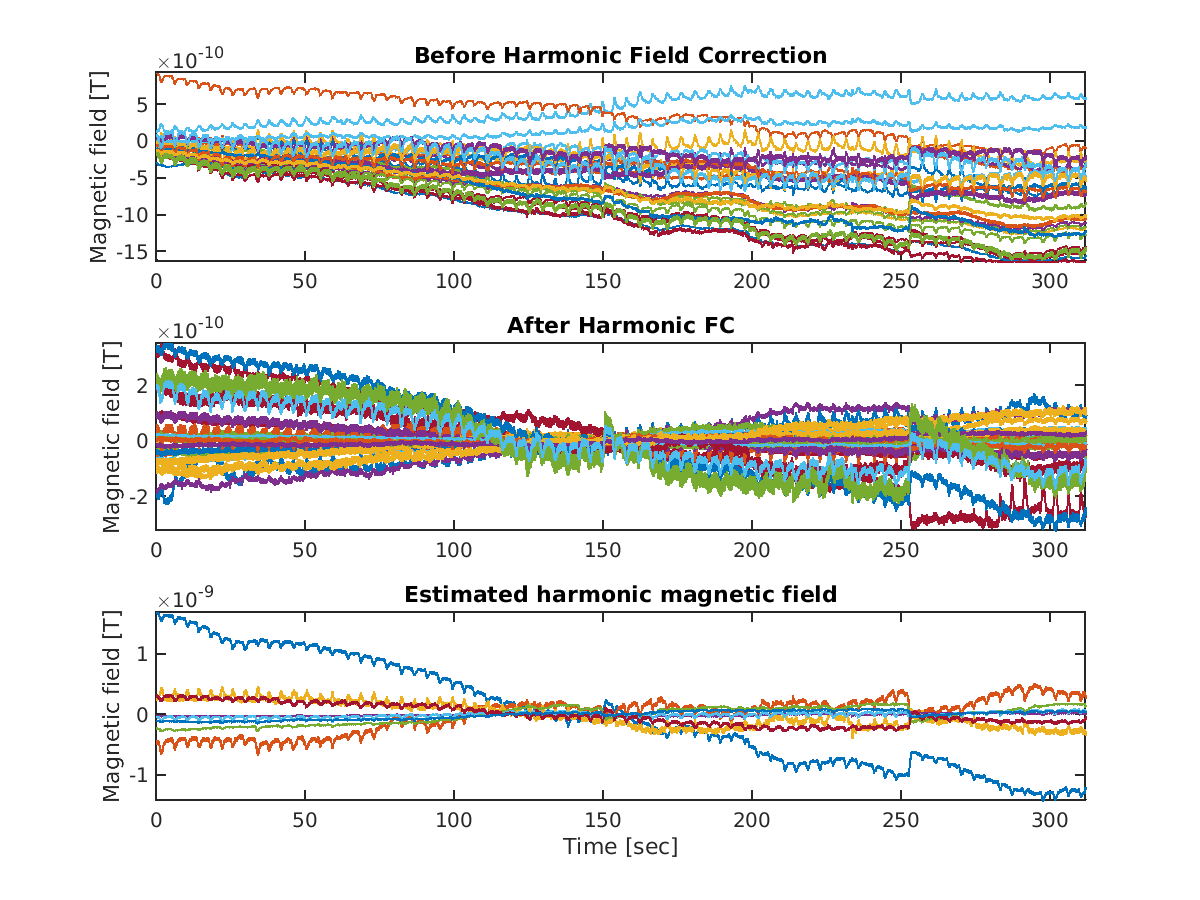 Before Harmonic Field Correction
×10^-10
Magnetic field [T]
5
0
-5
-10
-15
0 50 100 150 200 250 300
After Harmonic FC
×10^-10
Magnetic field [T]
2
0
-2
0 50 100 150 200 250 300
Estimated harmonic magnetic field
×10^-9
Magnetic field [T]
1
0
-1
0 50 100 150 200 250 300
Time [sec]